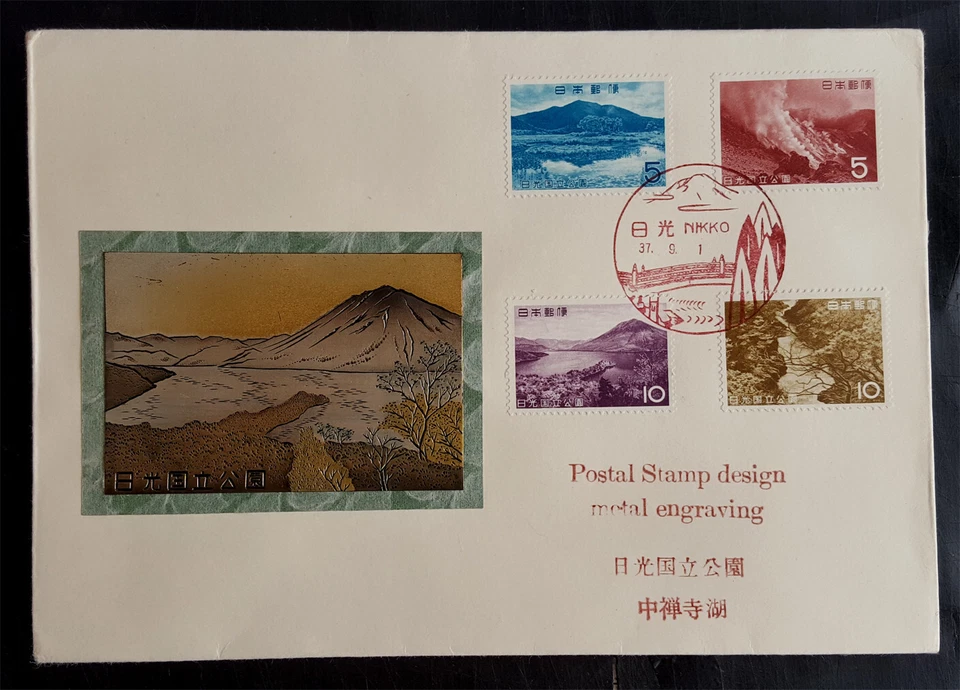 日本郵便
5
日光国立公園
日本郵便
5
日光国立公園
日光 NIKKO
37. 9. 1
日本郵便
10
日光国立公園
日本郵便
10
日光国立公園
日光国立公園
Postal Stamp design
metal engraving
日光国立公園
中禅寺湖